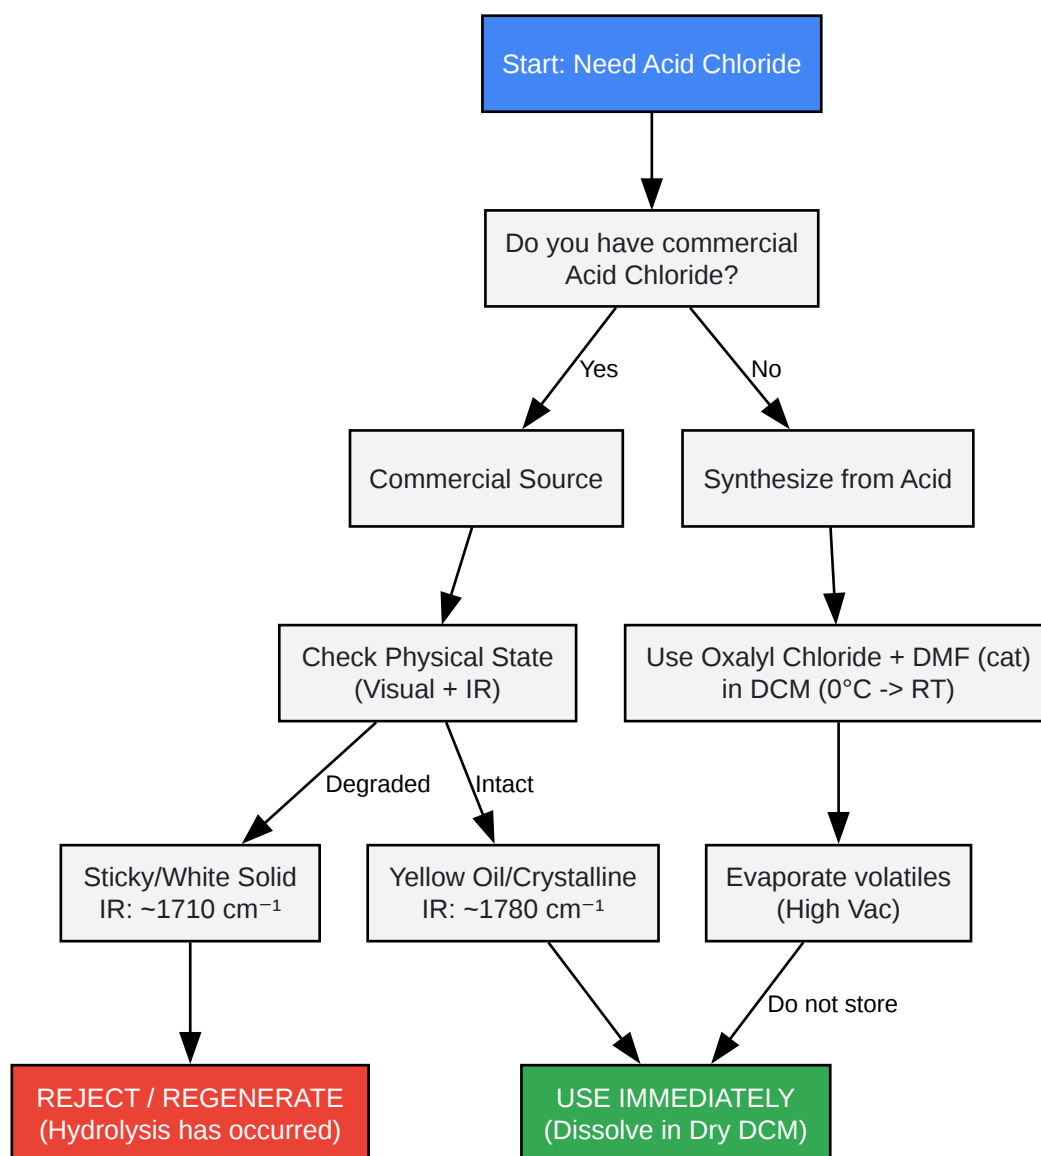 Start: Need Acid Chloride
Do you have commercial
Acid Chloride?
Yes
No
Commercial Source
Synthesize from Acid
Check Physical State
(Visual + IR)
Use Oxalyl Chloride + DMF (cat)
in DCM (0°C -> RT)
Degraded
Intact
Sticky/White Solid
IR: ~1710 cm⁻¹
Yellow Oil/Crystalline
IR: ~1780 cm⁻¹
Evaporate volatiles
(High Vac)
Do not store
REJECT / REGENERATE
(Hydrolysis has occurred)
USE IMMEDIATELY
(Dissolve in Dry DCM)